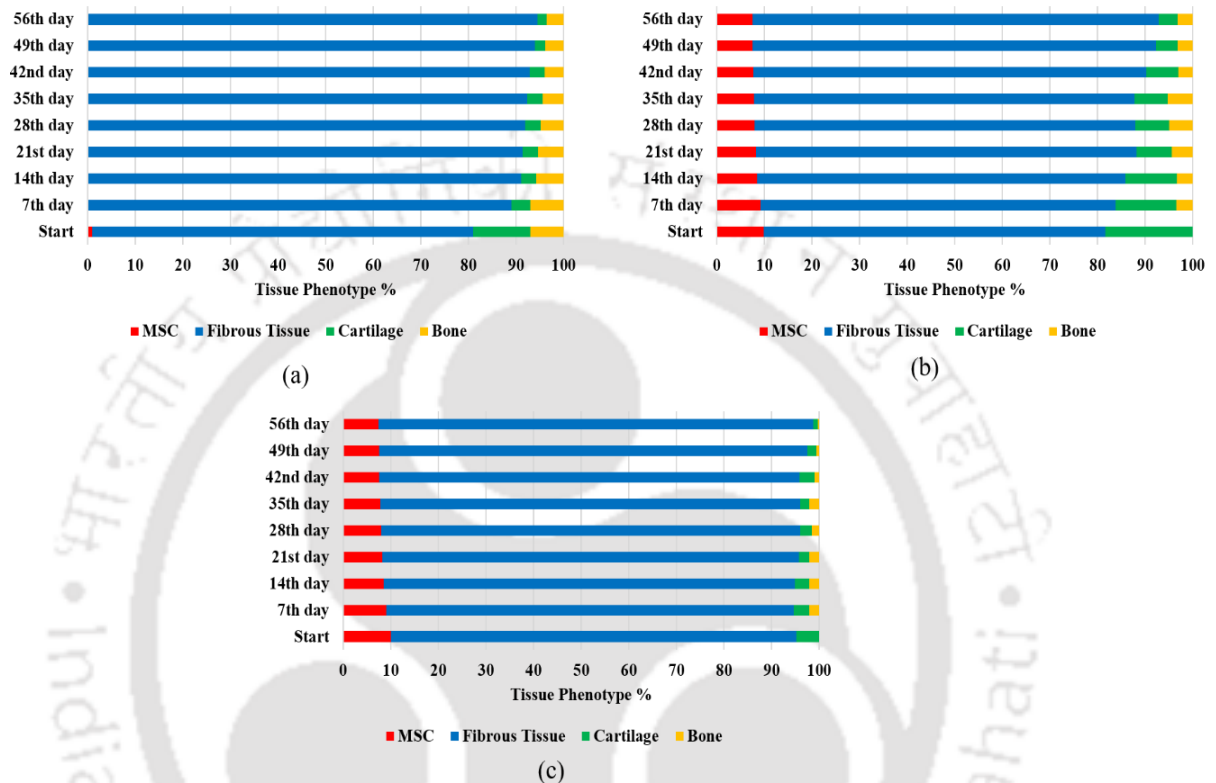 56th day
49th day
42nd day
35th day
28th day
21st day
14th day
7th day
Start
0 10 20 30 40 50 60 70 80 90 100
Tissue Phenotype %
MSC Fibrous Tissue Cartilage Bone
(a)
56th day
49th day
42nd day
35th day
28th day
21st day
14th day
7th day
Start
0 10 20 30 40 50 60 70 80 90 100
Tissue Phenotype %
MSC Fibrous Tissue Cartilage Bone
(b)
56th day
49th day
42nd day
35th day
28th day
21st day
14th day
7th day
Start
0 10 20 30 40 50 60 70 80 90 100
Tissue Phenotype %
MSC Fibrous Tissue Cartilage Bone
(c)